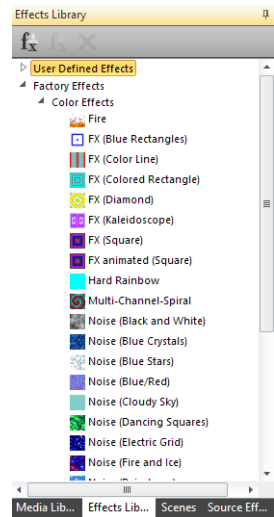 Effects Library
fx fx
User Defined Effects
Factory Effects
Color Effects
Fire
FX (Blue Rectangles)
FX (Color Line)
FX (Colored Rectangle)
FX (Diamond)
FX (Kaleidoscope)
FX (Square)
FX animated (Square)
Hard Rainbow
Multi-Channel-Spiral
Noise (Black and White)
Noise (Blue Crystals)
Noise (Blue Stars)
Noise (Blue/Red)
Noise (Cloudy Sky)
Noise (Dancing Squares)
Noise (Electric Grid)
Noise (Fire and Ice)
Media Lib... Effects Lib... Scenes Source Eff...